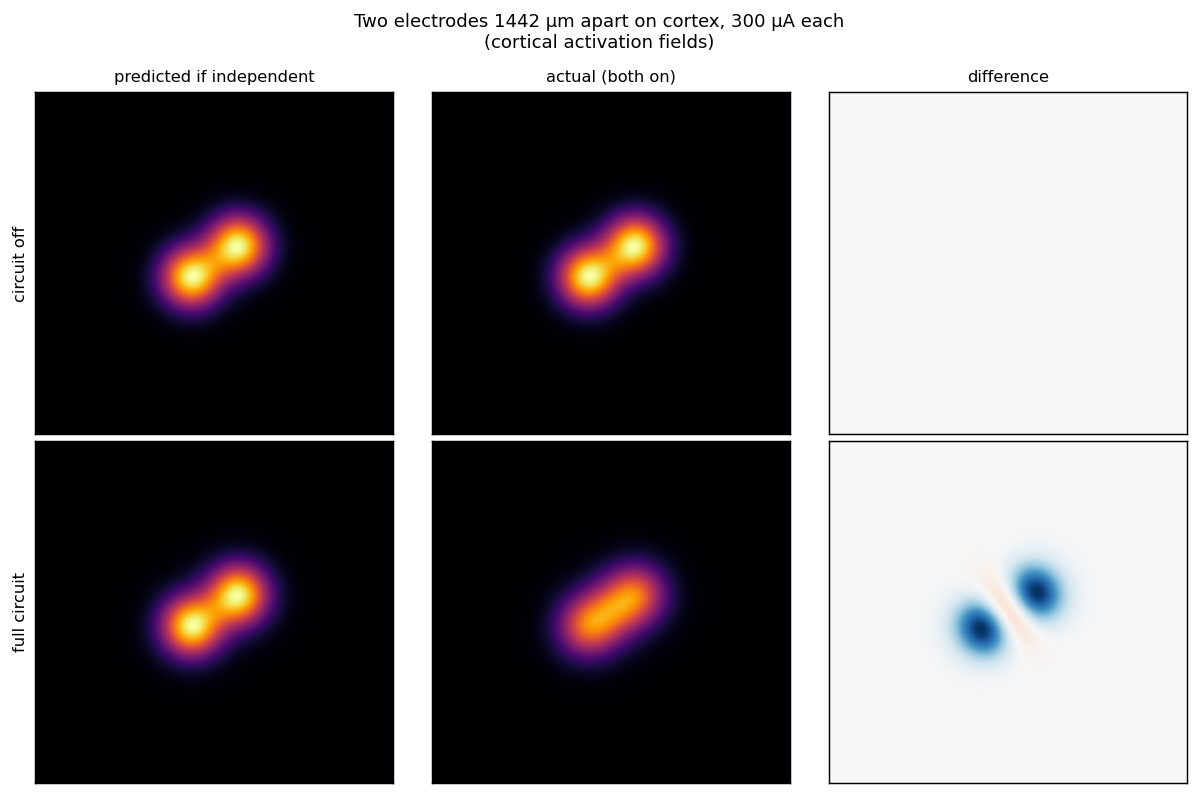 Two electrodes 1442 µm apart on cortex, 300 µA each
(cortical activation fields)
predicted if independent
actual (both on)
difference
circuit off
full circuit